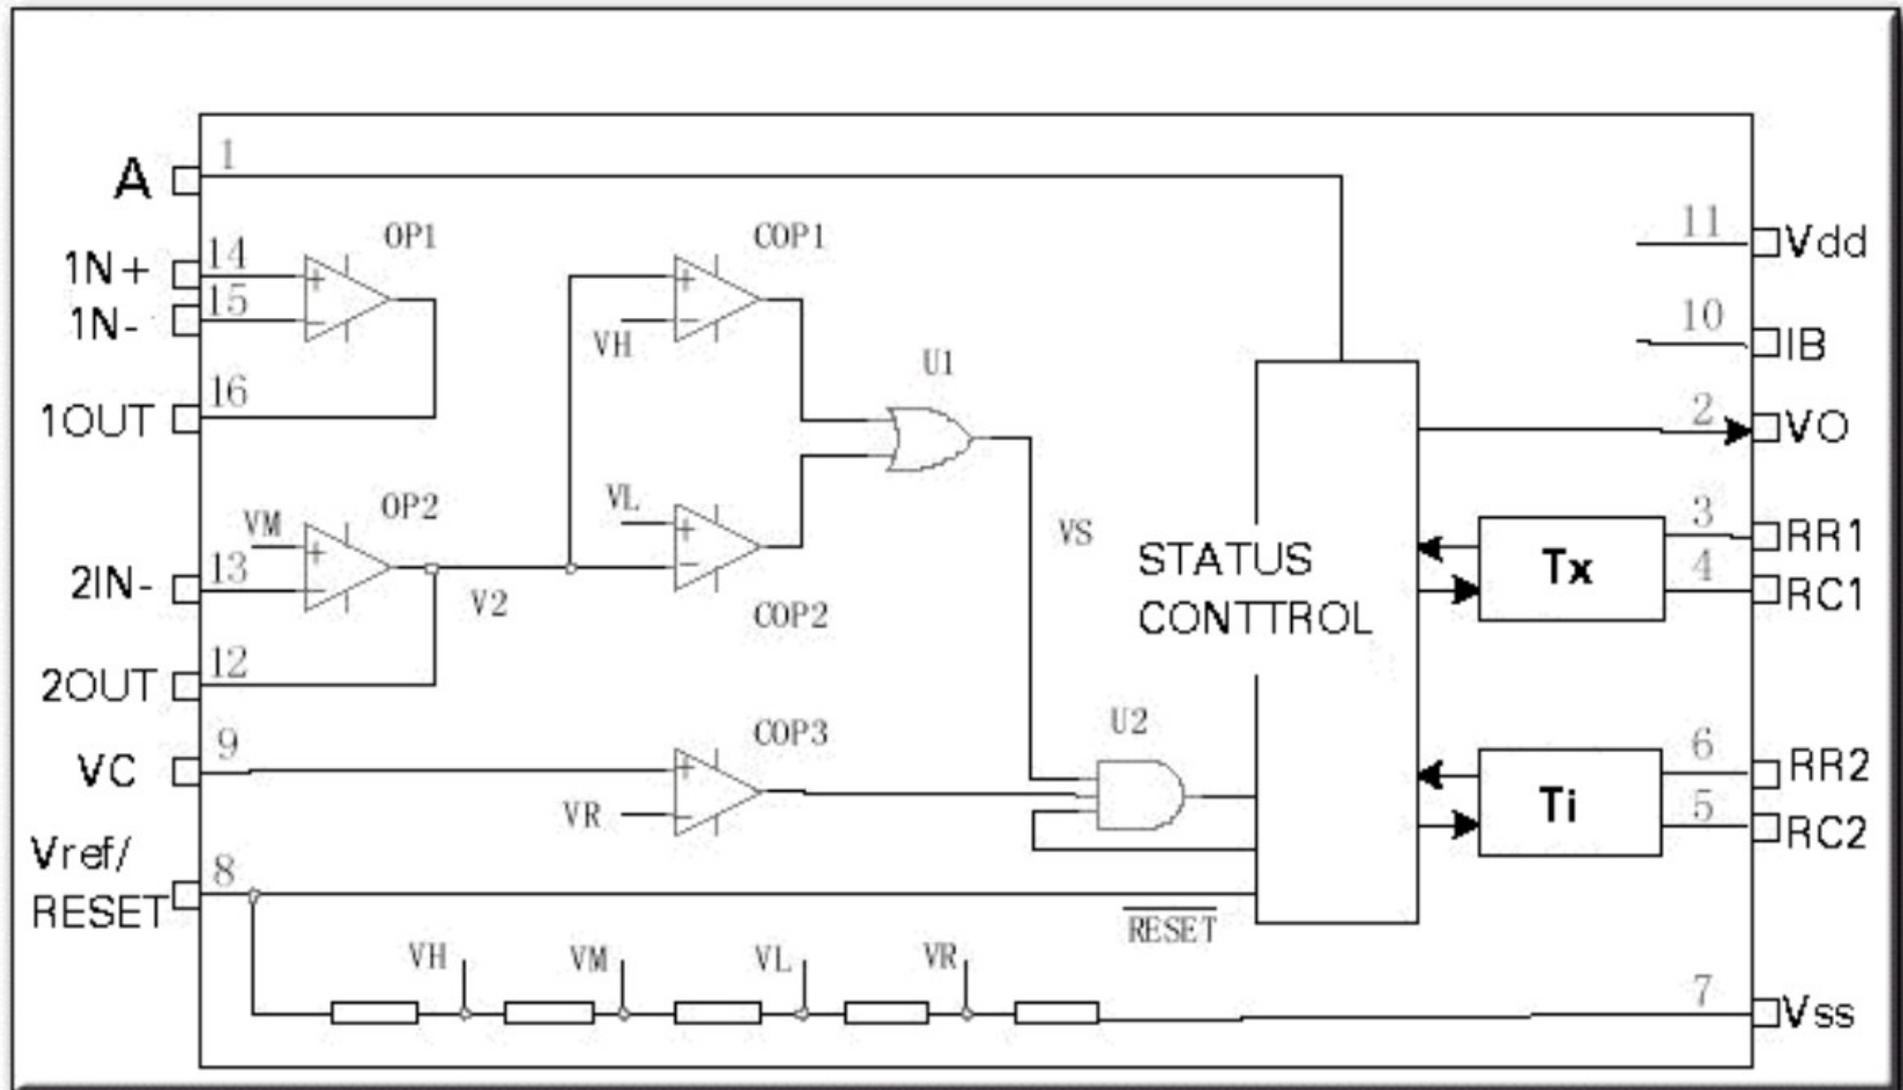 A
1
1N+
14
OP1
COP1
11
Vdd
1N-
15
VH
10
IB
1OUT
16
U1
2
VO
VM
OP2
VL
VS
3
RR1
2IN-
13
V2
COP2
STATUS
CONTTROL
Tx
4
RC1
2OUT
12
VC
9
COP3
U2
6
RR2
VR
Ti
5
RC2
Vref/
RESET
8
RESET
VH
VM
VL
VR
7
Vss
+
-
+
-
+
-
+
-
+
-